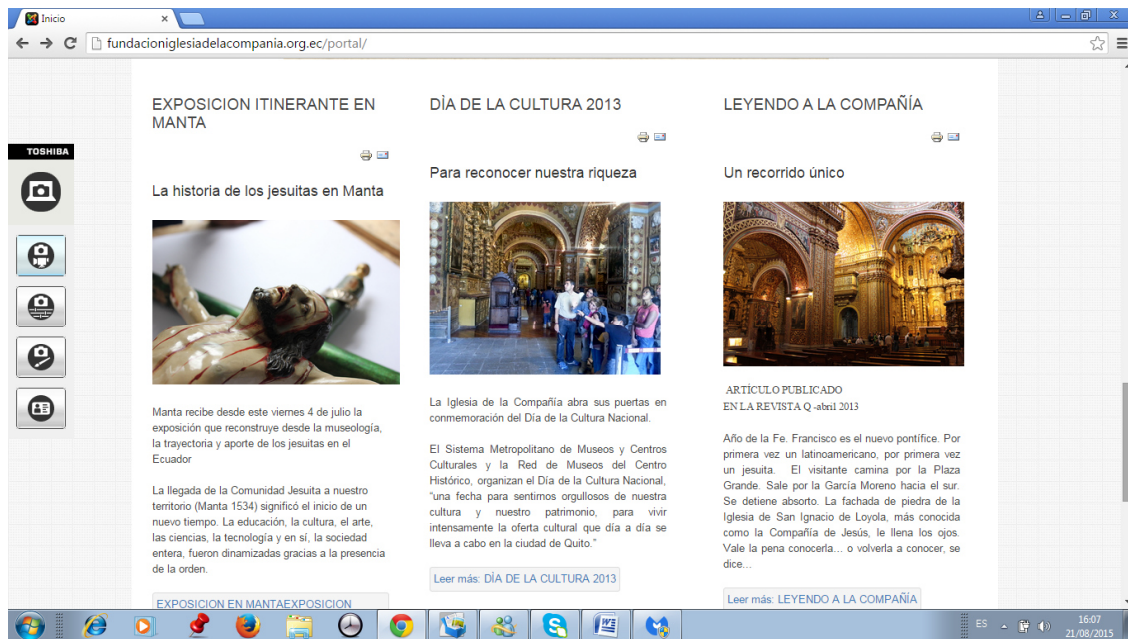 Inicio
fundacioniglesiadelacompania.org.ec/portal/
TOSHIBA
EXPOSICION ITINERANTE EN
MANTA
La historia de los jesuitas en Manta
Manta recibe desde este viernes 4 de julio la
exposición que reconstruye desde la museología,
la trayectoria y aporte de los jesuitas en el
Ecuador
La llegada de la Comunidad Jesuita a nuestro
territorio (Manta 1534) significó el inicio de un
nuevo tiempo. La educación, la cultura, el arte,
las ciencias, la tecnología y en sí, la sociedad
entera, fueron dinamizadas gracias a la presencia
de la orden.
EXPOSICION EN MANTAEXPOSICION
DÌA DE LA CULTURA 2013
Para reconocer nuestra riqueza
La Iglesia de la Compañía abra sus puertas en
conmemoración del Día de la Cultura Nacional.
El Sistema Metropolitano de Museos y Centros
Culturales y la Red de Museos del Centro
Histórico, organizan el Día de la Cultura Nacional,
“una fecha para sentirnos orgullosos de nuestra
cultura y nuestro patrimonio, para vivir
intensamente la oferta cultural que día a día se
lleva a cabo en la ciudad de Quito.”
Leer más: DÌA DE LA CULTURA 2013
LEYENDO A LA COMPAÑÍA
Un recorrido único
ARTÍCULO PUBLICADO
EN LA REVISTA Q -abril 2013
Año de la Fe. Francisco es el nuevo pontífice. Por
primera vez un latinoamericano, por primera vez
un jesuita. El visitante camina por la Plaza
Grande. Sale por la García Moreno hacia el sur.
Se detiene absorto. La fachada de piedra de la
Iglesia de San Ignacio de Loyola, más conocida
como la Compañía de Jesús, le llena los ojos.
Vale la pena conocerla... o volverla a conocer, se
dice...
Leer más: LEYENDO A LA COMPAÑÍA
ES
16:07
21/08/2015